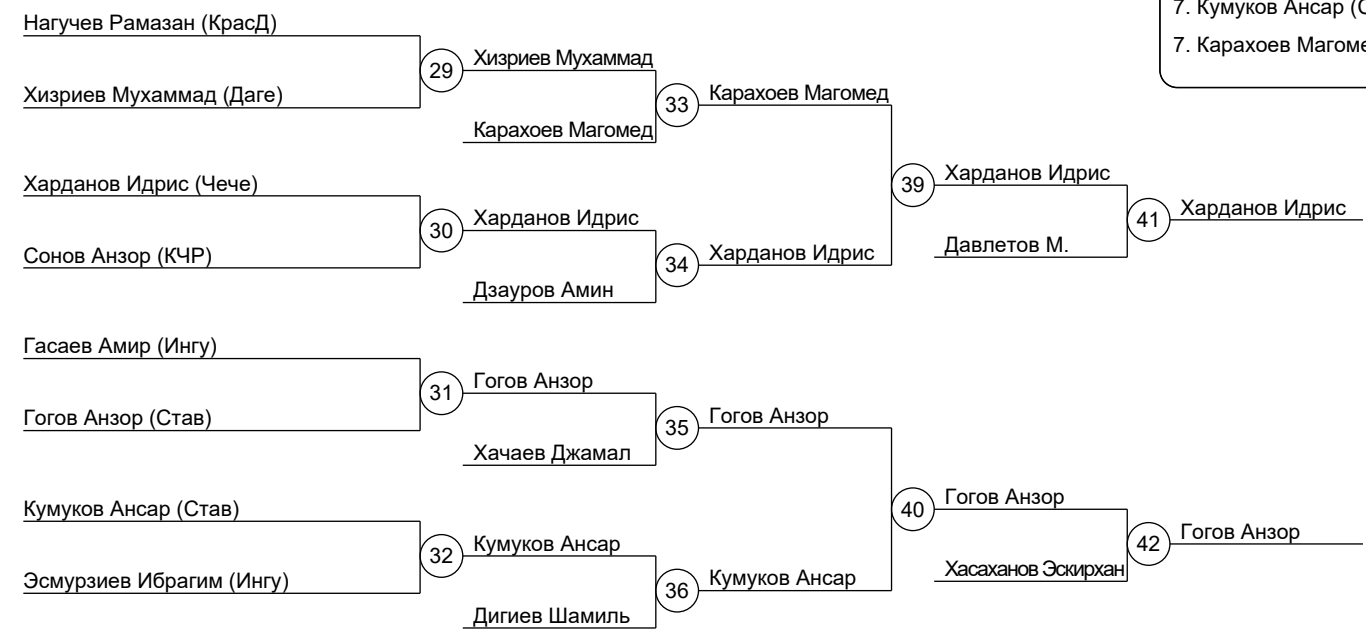 7. Кумуков Ансар
7. Карахоев
Нагучев Рамазан (КрасД)
Хизриев Мухаммад (Даге)
29
Хизриев Мухаммад
Карахоев Магомед
33
Карахоев Магомед
Харданов Идрис (Чече)
Сонов Анзор (КЧР)
30
Харданов Идрис
Дзауров Амин
34
Харданов Идрис
39
Харданов Идрис
Давлетов М.
41
Харданов Идрис
Гасаев Амир (Ингу)
Гогов Анзор (Став)
31
Гогов Анзор
Хачаев Джамал
35
Гогов Анзор
Кумуков Ансар (Став)
Эсмурзиев Ибрагим (Ингу)
32
Кумуков Ансар
Дигиев Шамиль
36
Кумуков Ансар
40
Гогов Анзор
Хасаханов Эскирхан
42
Гогов Анзор